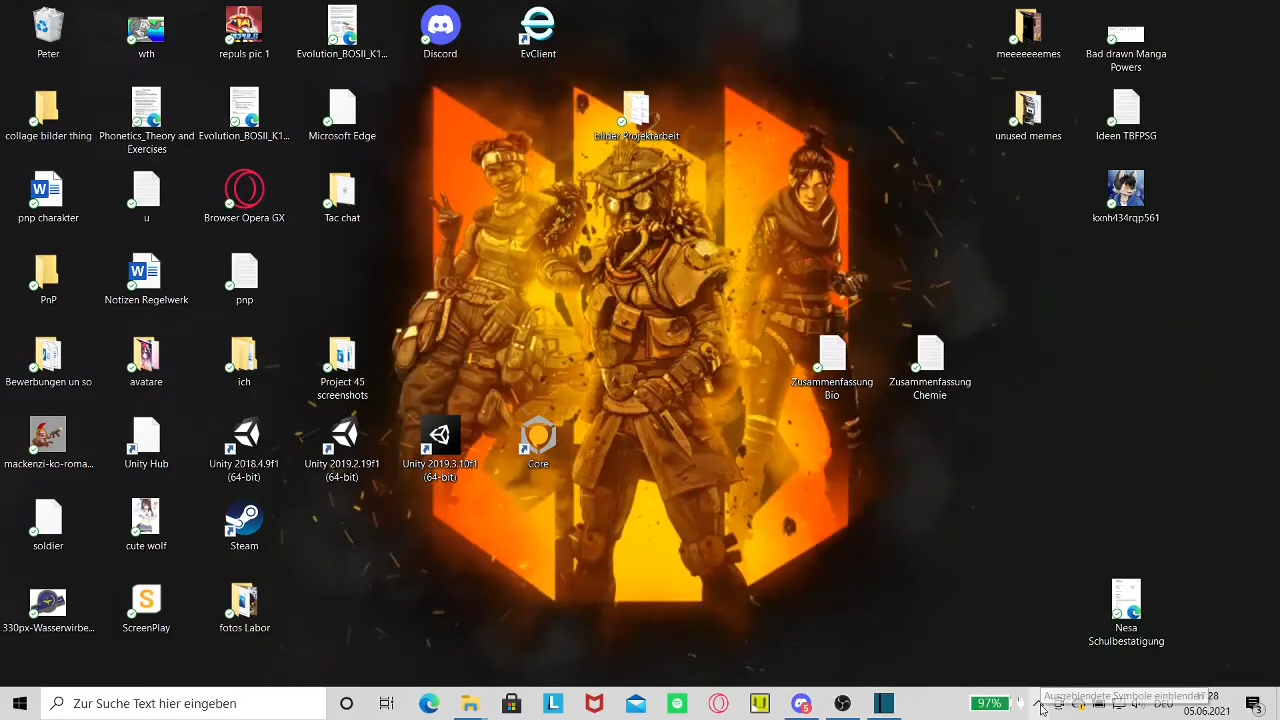 Peter
wth
repuls pic 1
Evolution_BOSII_K1...
Discord
EvClient
meeeeeemes
Bad drawn Manga
Powers
collage bilder thing
Phonetics_Theory and
Exercises
Evolution_BOSII_K1...
Microsoft Edge
bilder Projektarbeit
unused memes
Ideen TBFPSG
pnp charakter
u
Browser Opera GX
Tac chat
kxnh434rqp561
PnP
Notizen Regelwerk
pnp
Bewerbungen un so
avatare
ich
Project 45
screenshots
Zusammenfassung
Bio
Zusammenfassung
Chemie
mackenzi-ko-roma...
Unity Hub
Unity 2018.4.9f1
(64-bit)
Unity 2019.2.19f1
(64-bit)
Unity 2019.3.10f1
(64-bit)
Core
soldier
cute wolf
Steam
330px-Wasserwirbe...
S
ScreenPlay
fotos Labor
Nesa
Schulbestätigung
Zur Suche Text hier eingeben
L
U
5
97%
Ausgeblendete Symbole einblenden
:28
DEU
03.06.2021
3